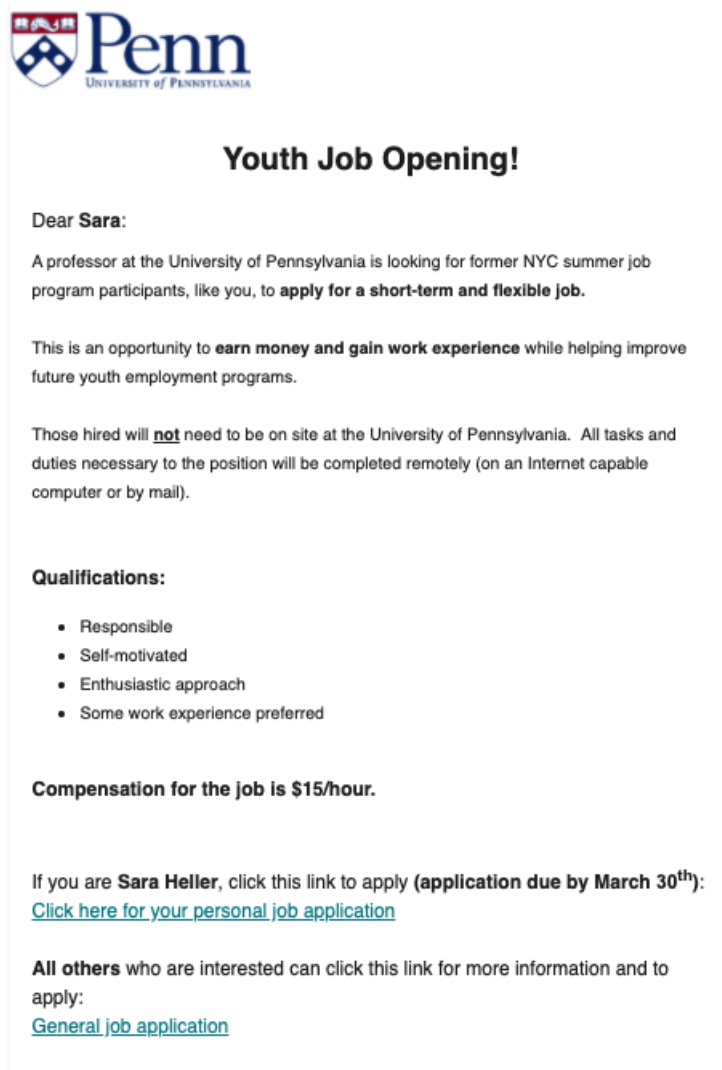 Penn
UNIVERSITY of PENNSYLVANIA
Youth Job Opening!
Dear Sara:
A professor at the University of Pennsylvania is looking for former NYC summer job
program participants, like you, to apply for a short-term and flexible job.
This is an opportunity to earn money and gain work experience while helping improve
future youth employment programs.
Those hired will not need to be on site at the University of Pennsylvania.  All tasks and
duties necessary to the position will be completed remotely (on an Internet capable
computer or by mail).
Qualifications:
• Responsible
• Self-motivated
• Enthusiastic approach
• Some work experience preferred
Compensation for the job is $15/hour.
If you are Sara Heller, click this link to apply (application due by March 30th):
Click here for your personal job application
All others who are interested can click this link for more information and to
apply:
General job application